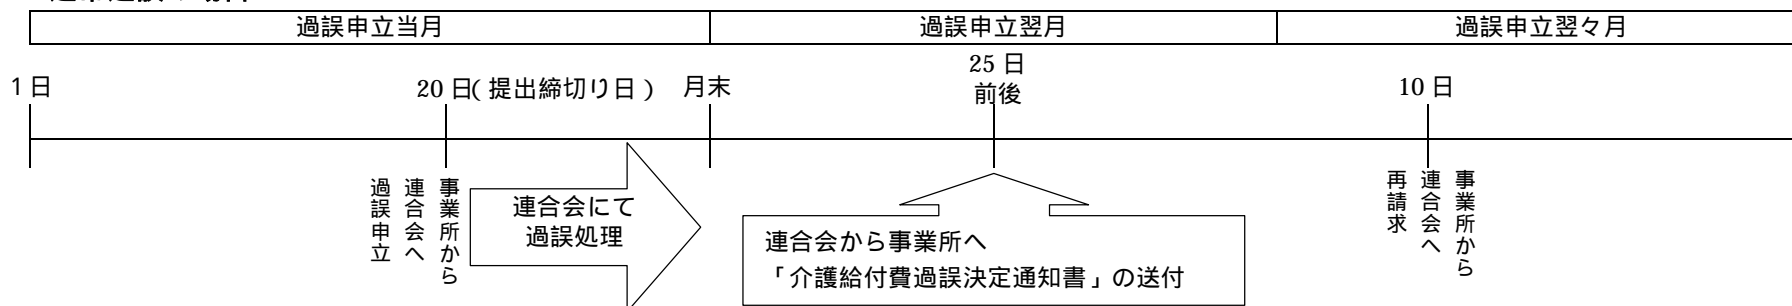 過誤申立当月 過誤申立翌月 過誤申立翌々月
1日 20日(提出締切り日) 月末 25日 10日
前後
事業所から
連合会へ
過誤申立
連合会にて
過誤処理
連合会から事業所へ
「介護給付費過誤決定通知書」の送付
事業所から
連合会へ
再請求